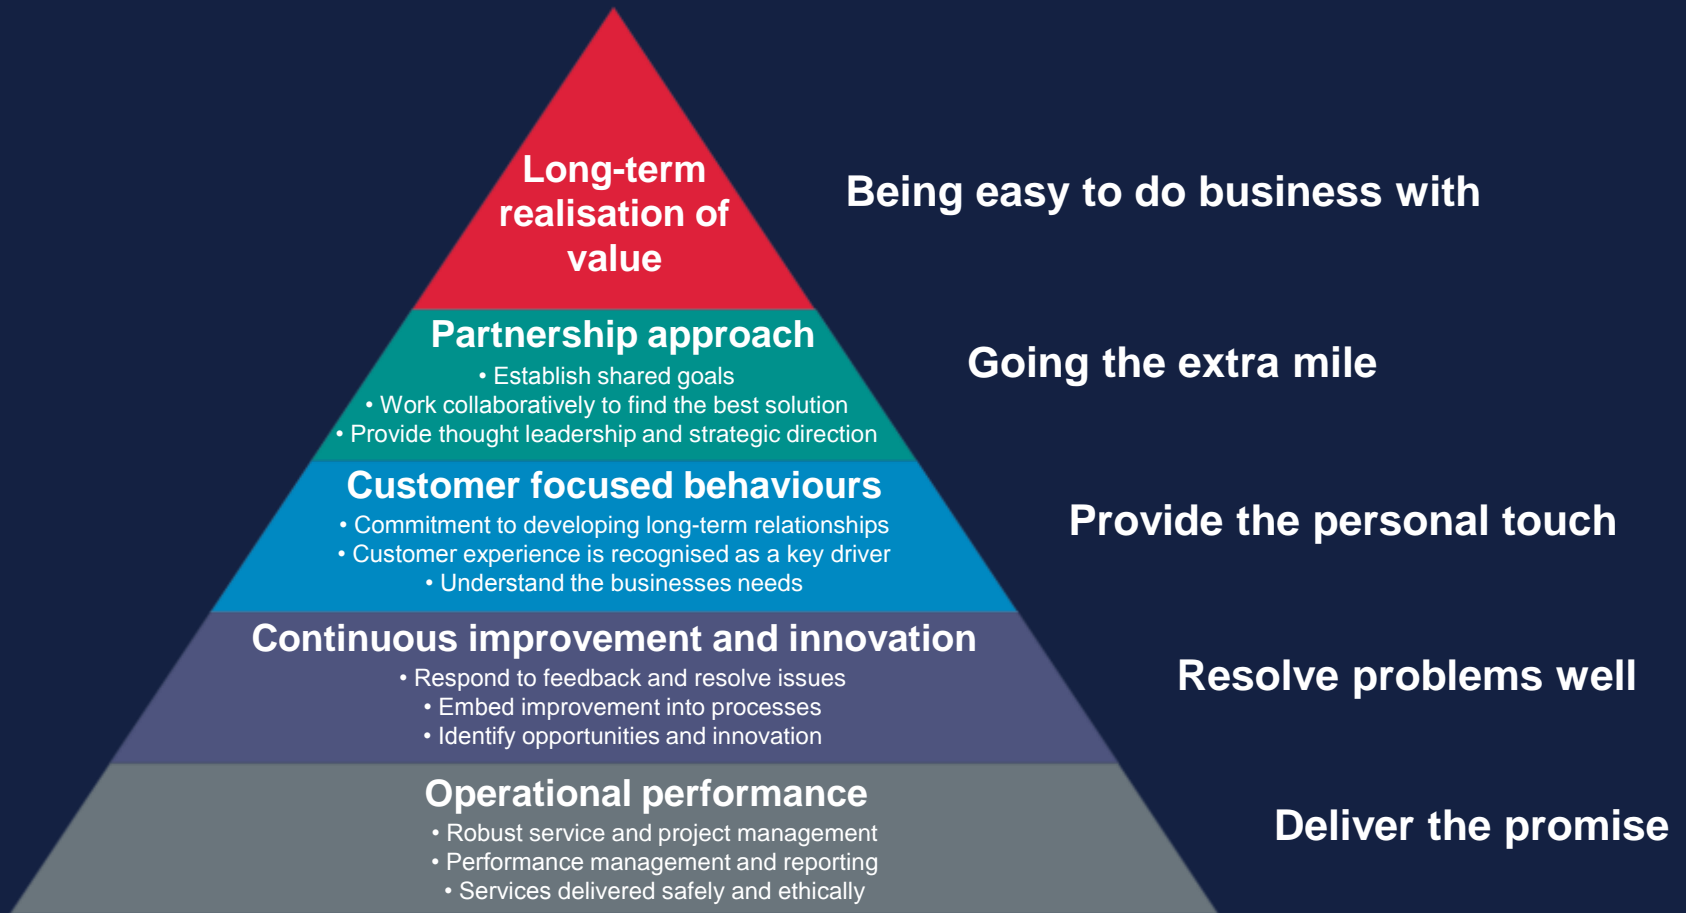 Long-term
realisation of
value
Being easy to do business with
Partnership approach
• Establish shared goals
• Work collaboratively to find the best solution
• Provide thought leadership and strategic direction
Going the extra mile
Customer focused behaviours
• Commitment to developing long-term relationships
• Customer experience is recognised as a key driver
• Understand the businesses needs
Provide the personal touch
Continuous improvement and innovation
• Respond to feedback and resolve issues
• Embed improvement into processes
• Identify opportunities and innovation
Resolve problems well
Operational performance
• Robust service and project management
• Performance management and reporting
• Services delivered safely and ethically
Deliver the promise